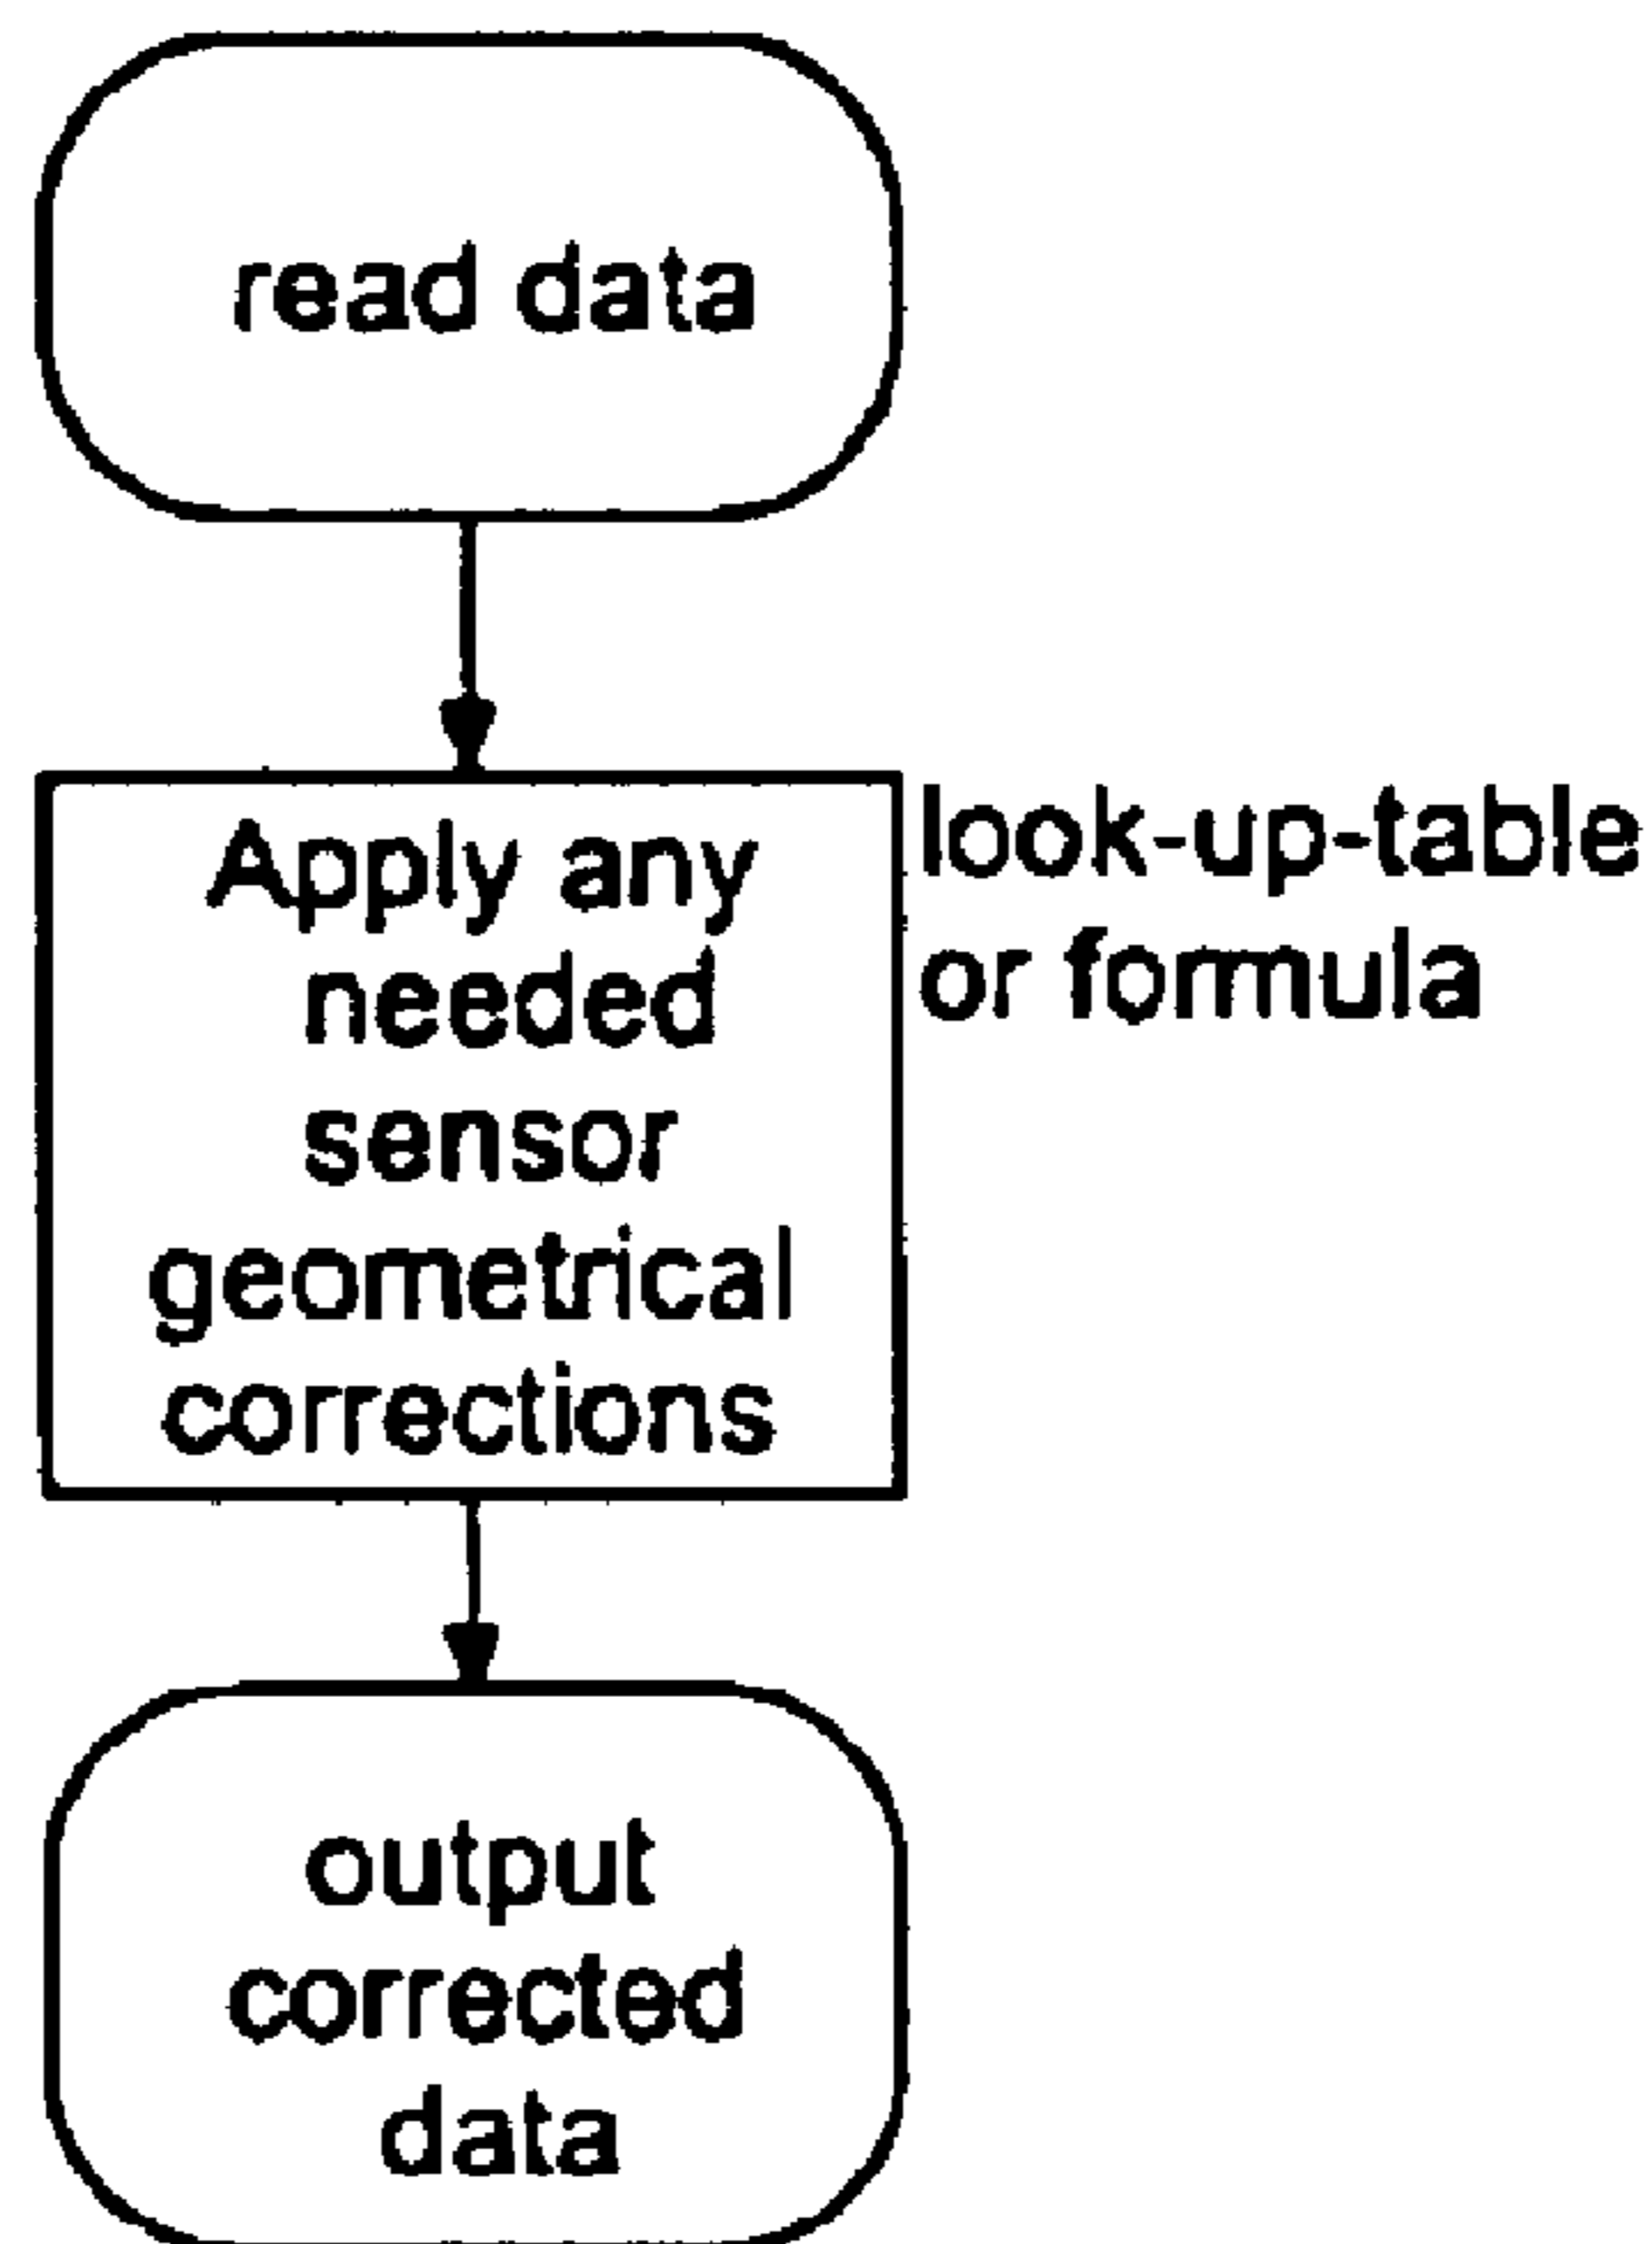 read data
Apply any
needed
sensor
geometrical
corrections
look-up-table
or formula
output
corrected
data